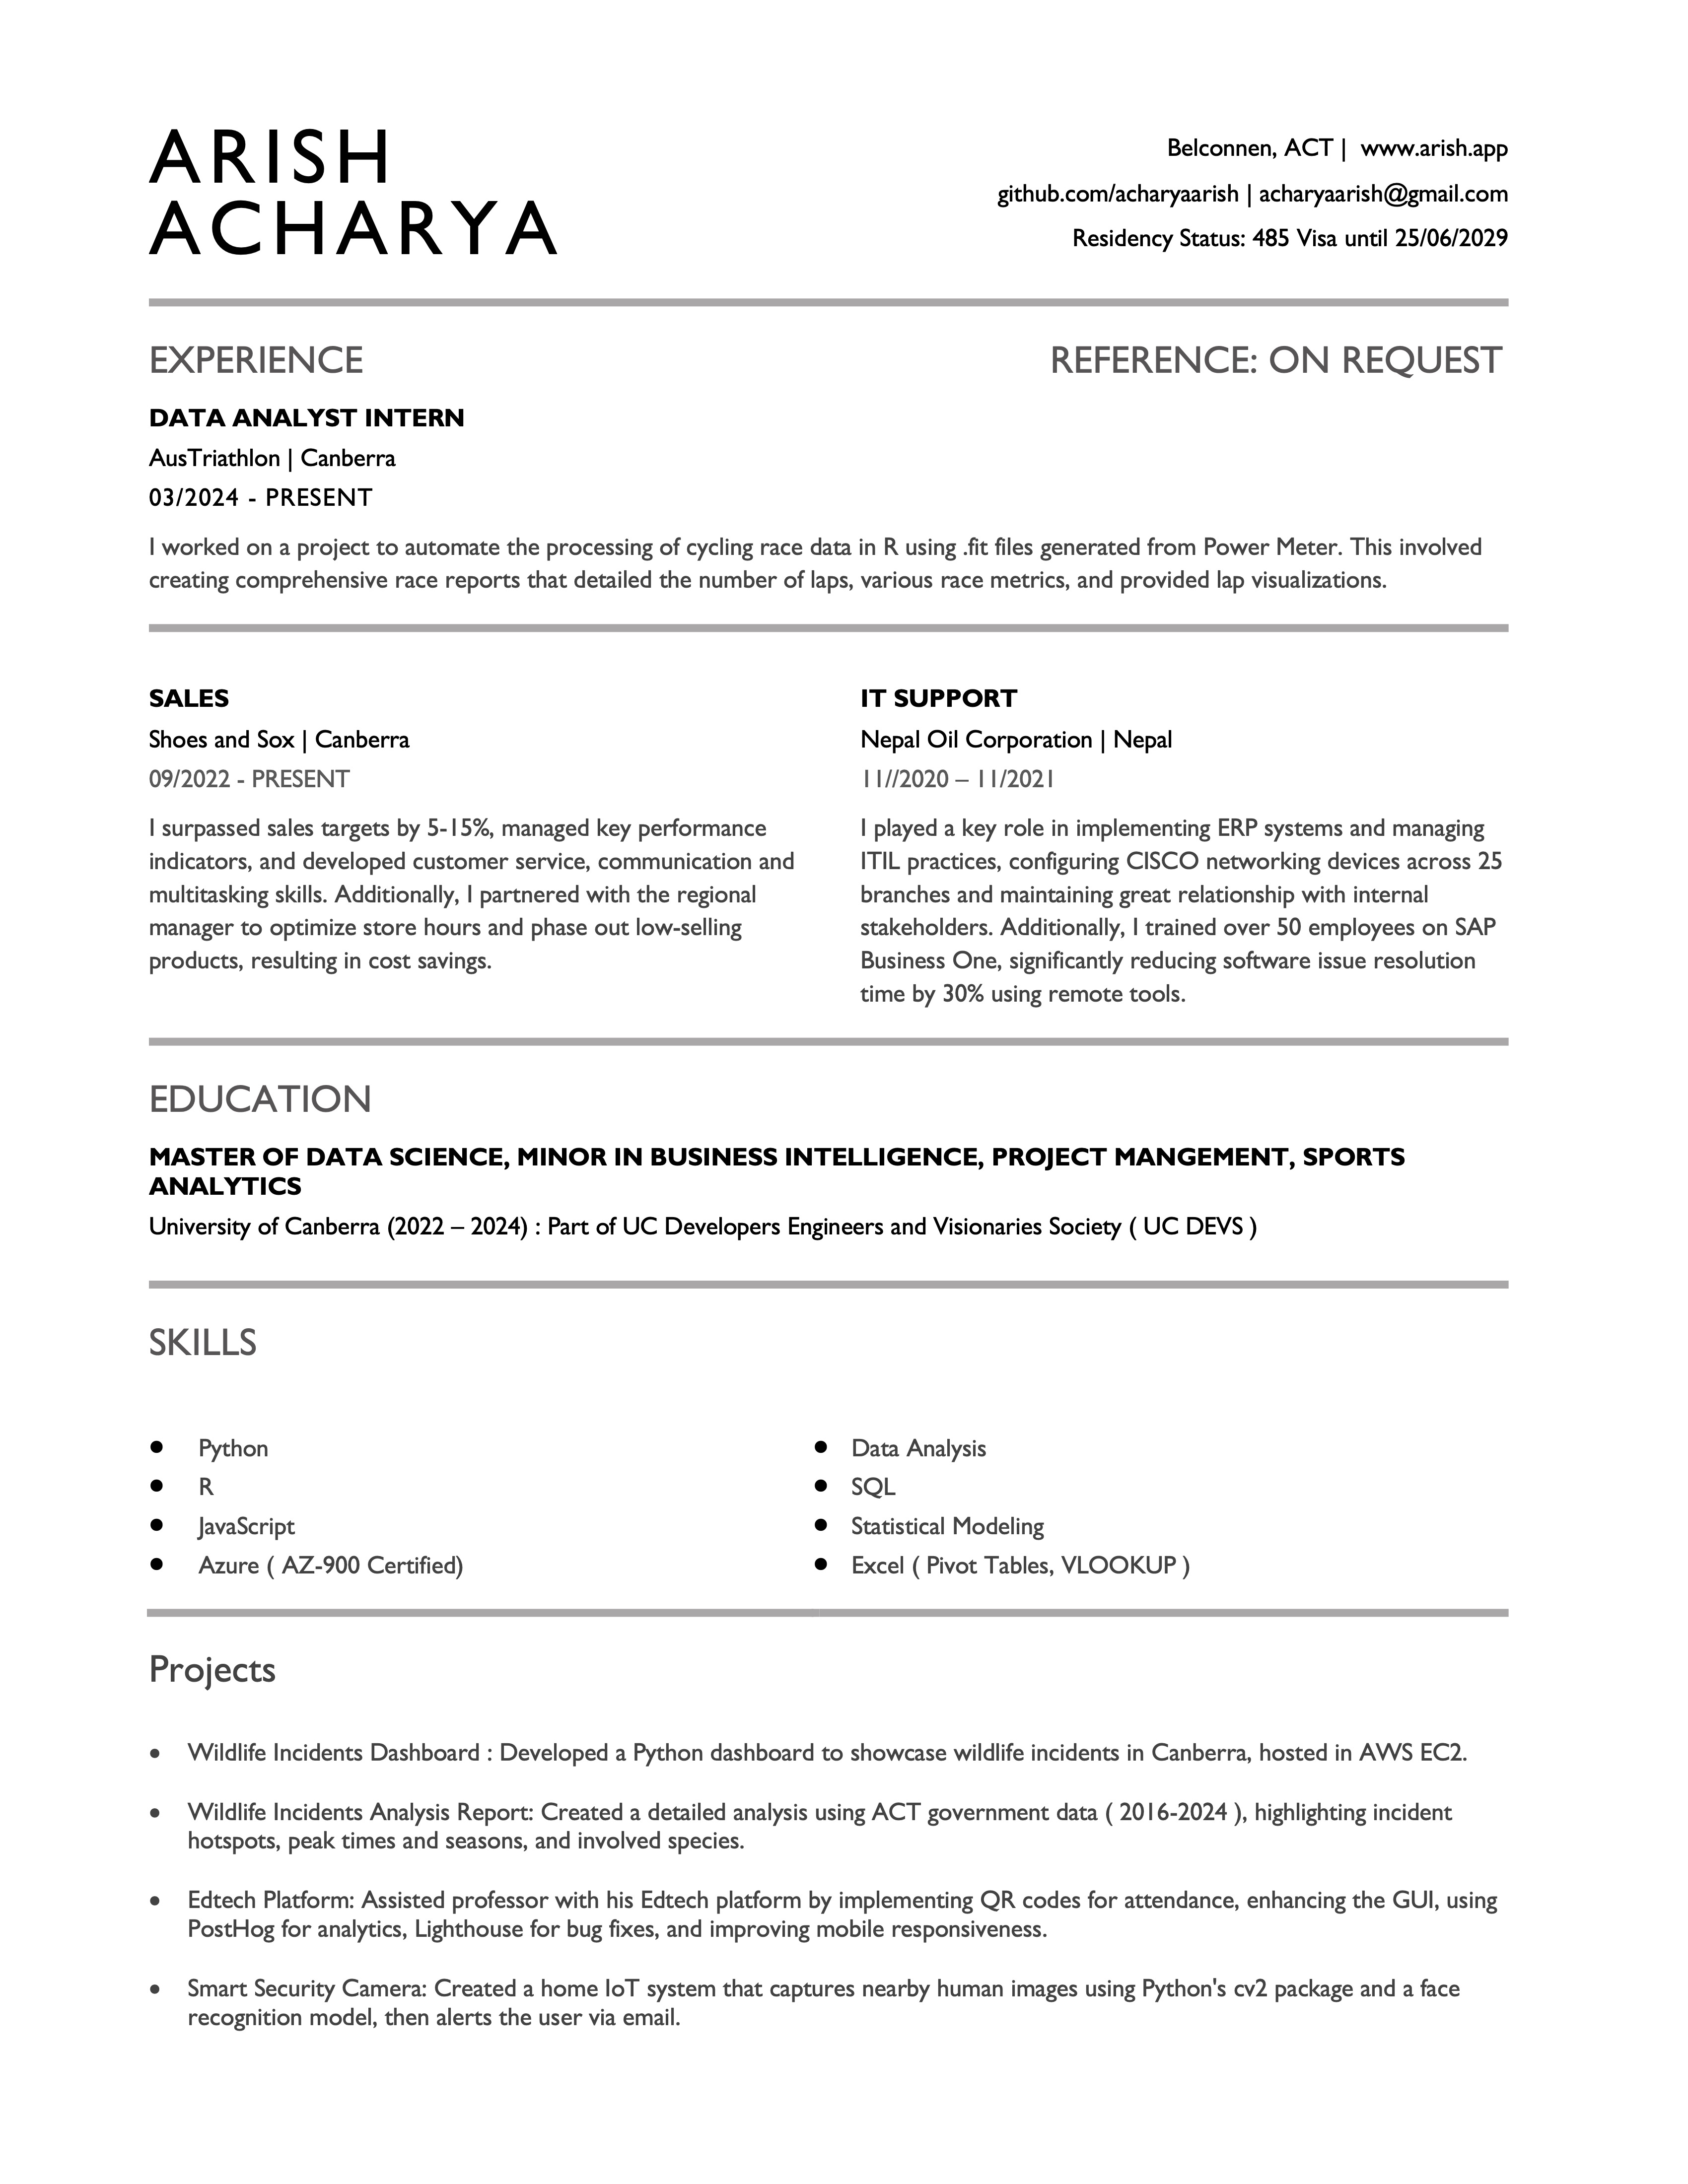 ARISH
ACHARYA
Belconnen, ACT | www.arish.app
github.com/acharyaarish | acharyaarish@gmail.com
Residency Status: 485 Visa until 25/06/2029
EXPERIENCE
REFERENCE: ON REQUEST
DATA ANALYST INTERN
AusTriathlon | Canberra
03/2024 - PRESENT
I worked on a project to automate the processing of cycling race data in R using .fit files generated from Power Meter. This involved
creating comprehensive race reports that detailed the number of laps, various race metrics, and provided lap visualizations.
SALES
Shoes and Sox | Canberra
09/2022 - PRESENT
I surpassed sales targets by 5-15%, managed key performance
indicators, and developed customer service, communication and
multitasking skills. Additionally, I partnered with the regional
manager to optimize store hours and phase out low-selling
products, resulting in cost savings.
IT SUPPORT
Nepal Oil Corporation | Nepal
11//2020 – 11/2021
I played a key role in implementing ERP systems and managing
ITIL practices, configuring CISCO networking devices across 25
branches and maintaining great relationship with internal
stakeholders. Additionally, I trained over 50 employees on SAP
Business One, significantly reducing software issue resolution
time by 30% using remote tools.
EDUCATION
MASTER OF DATA SCIENCE, MINOR IN BUSINESS INTELLIGENCE, PROJECT MANGEMENT, SPORTS
ANALYTICS
University of Canberra (2022 – 2024) : Part of UC Developers Engineers and Visionaries Society ( UC DEVS )
SKILLS
● Python
● R
● JavaScript
● Azure ( AZ-900 Certified)
● Data Analysis
● SQL
● Statistical Modeling
● Excel ( Pivot Tables, VLOOKUP )
Projects
• Wildlife Incidents Dashboard : Developed a Python dashboard to showcase wildlife incidents in Canberra, hosted in AWS EC2.
• Wildlife Incidents Analysis Report: Created a detailed analysis using ACT government data ( 2016-2024 ), highlighting incident
hotspots, peak times and seasons, and involved species.
• Edtech Platform: Assisted professor with his Edtech platform by implementing QR codes for attendance, enhancing the GUI, using
PostHog for analytics, Lighthouse for bug fixes, and improving mobile responsiveness.
• Smart Security Camera: Created a home IoT system that captures nearby human images using Python's cv2 package and a face
recognition model, then alerts the user via email.